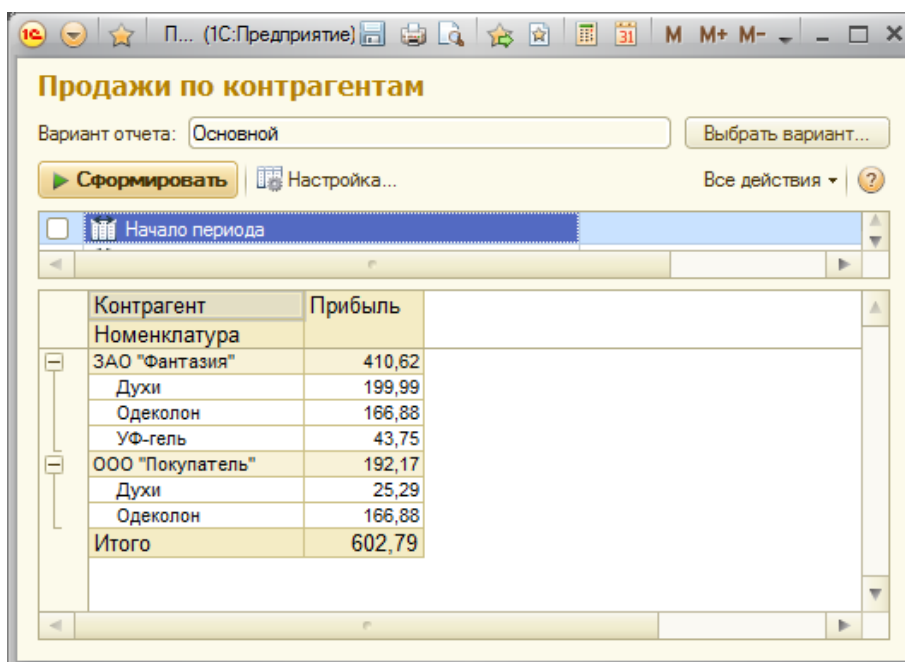 1С П... (1С:Предприятие) 31 M M+ M-
Продажи по контрагентам
Вариант отчета: Основной Выбрать вариант...
Сформировать Настройка... Все действия ?
Начало периода
Контрагент Прибыль
Номенклатура
ЗАО "Фантазия" 410,62
Духи 199,99
Одеколон 166,88
УФ-гель 43,75
ООО "Покупатель" 192,17
Духи 25,29
Одеколон 166,88
Итого 602,79